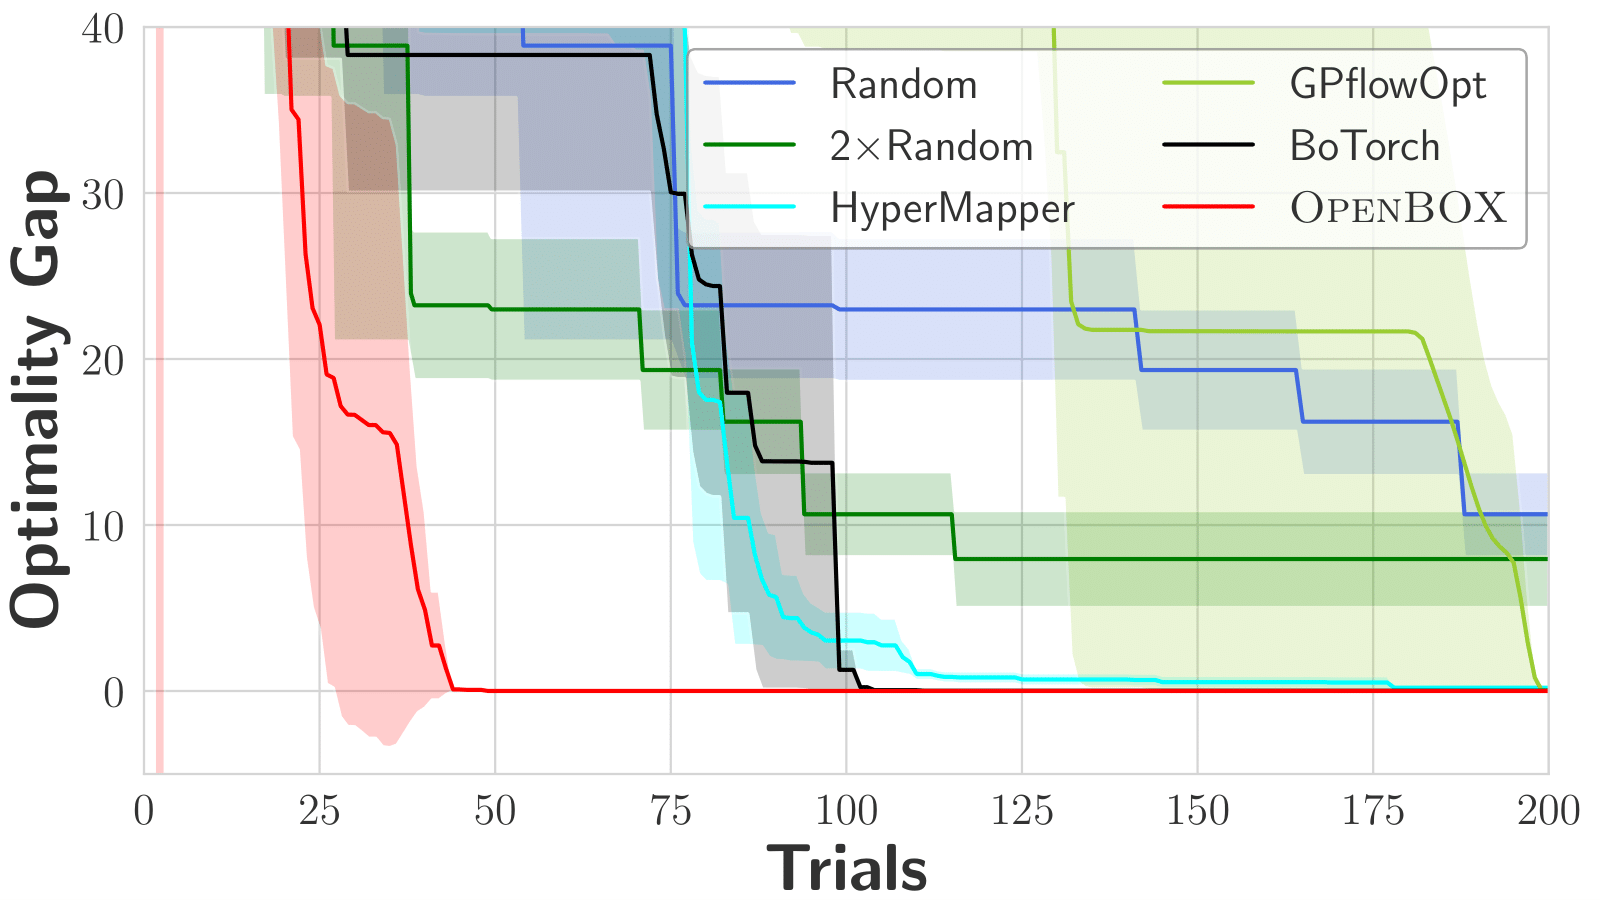 Optimality Gap
40
30
20
10
0
Random
2×Random
HyperMapper
GPflowOpt
BoTorch
OPENBOX
0 25 50 75 100 125 150 175 200
Trials